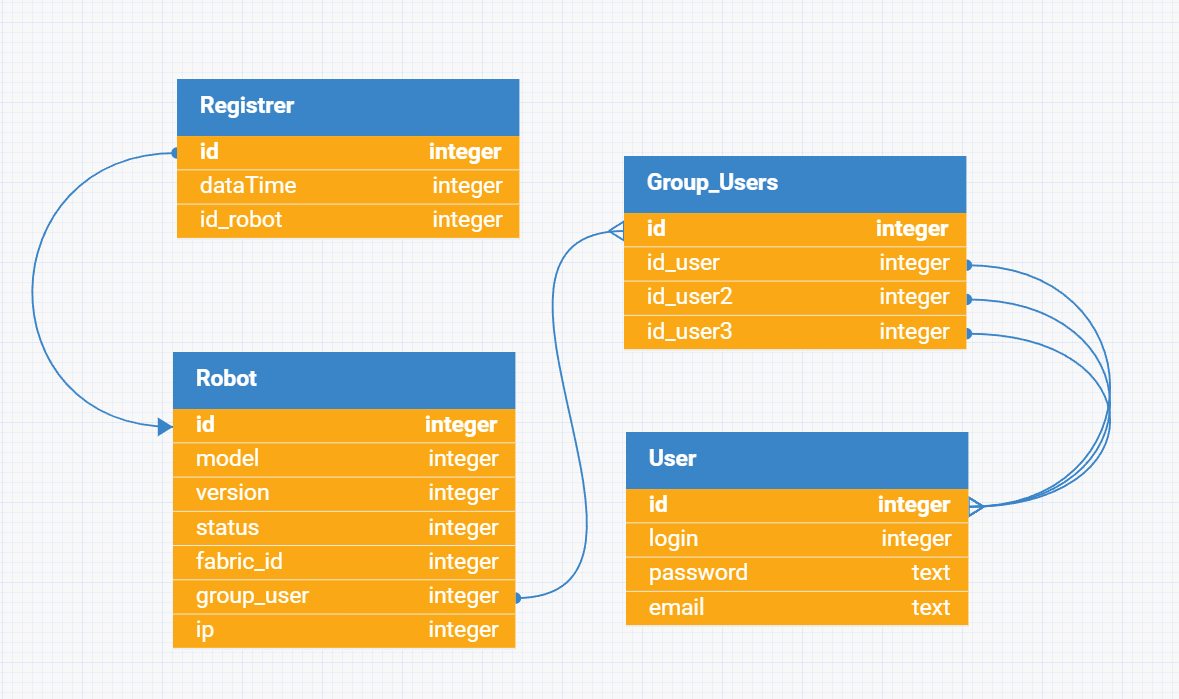 Registrer
id integer
dataTime integer
id_robot integer
Group_Users
id integer
id_user integer
id_user2 integer
id_user3 integer
Robot
id integer
model integer
version integer
status integer
fabric_id integer
group_user integer
ip integer
User
id integer
login integer
password text
email text